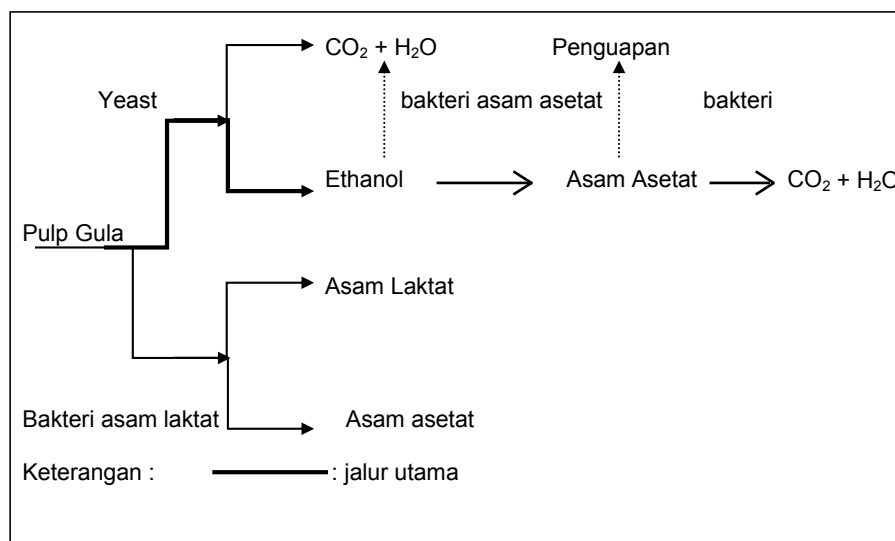 CO₂ + H₂O Penguapan
Yeast bakteri asam asetat bakteri
Ethanol Asam Asetat CO₂ + H₂O
Pulp Gula
Asam Laktat
Bakteri asam laktat Asam asetat
Keterangan : : jalur utama